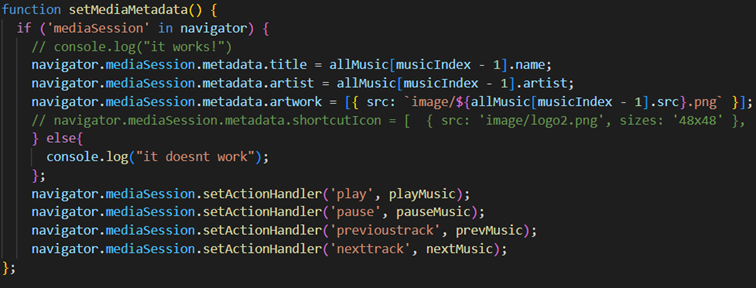 function setMediaMetadata() {
if ('mediaSession' in navigator) {
// console.log("it works!")
navigator.mediaSession.metadata.title = allMusic[musicIndex - 1].name;
navigator.mediaSession.metadata.artist = allMusic[musicIndex - 1].artist;
navigator.mediaSession.metadata.artwork = [{ src: `image/${allMusic[musicIndex - 1].src}.png` }];
// navigator.mediaSession.metadata.shortcutIcon = [  { src: 'image/logo2.png', sizes: '48x48' },
} else{
console.log("it doesnt work");
};
navigator.mediaSession.setActionHandler('play', playMusic);
navigator.mediaSession.setActionHandler('pause', pauseMusic);
navigator.mediaSession.setActionHandler('previoustrack', prevMusic);
navigator.mediaSession.setActionHandler('nexttrack', nextMusic);
};